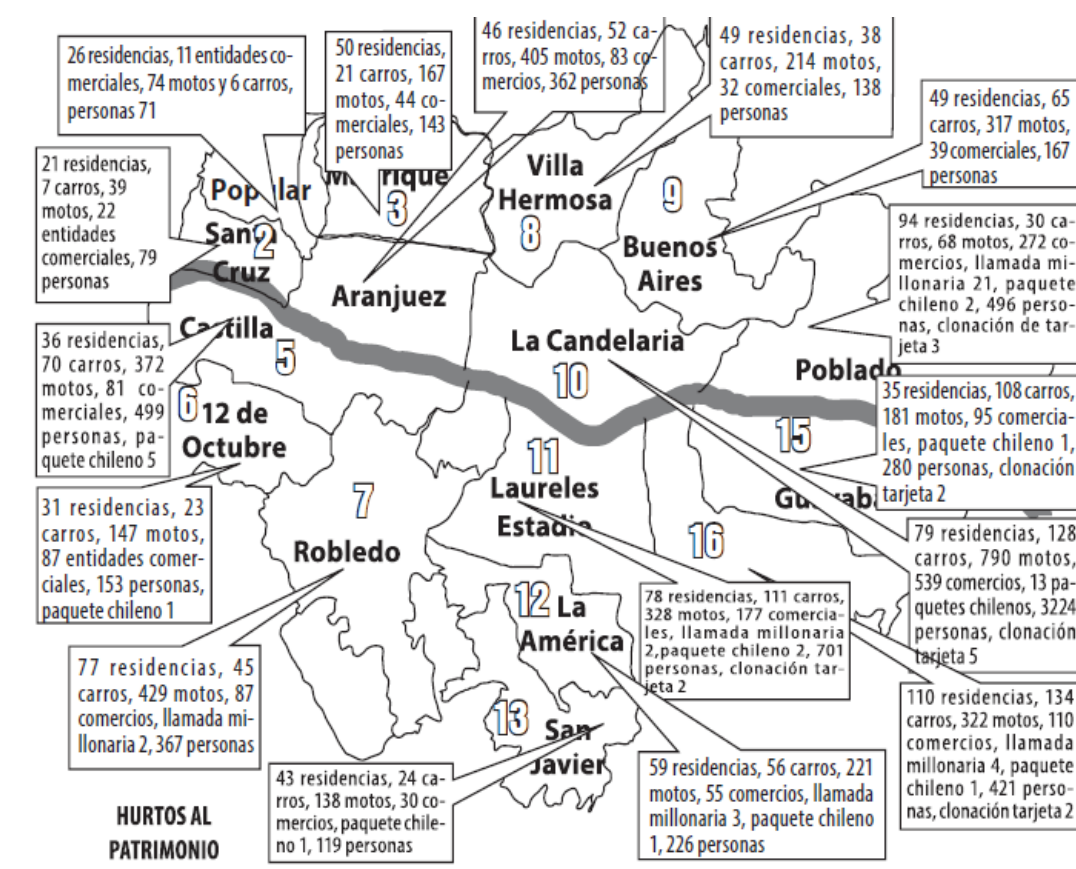 26 residencias, 11 entidades co-
merciales, 74 motos y 6 carros,
personas 71
50 residencias,
21 carros, 167
motos, 44 co-
merciales, 143
personas
46 residencias, 52 ca-
rros, 405 motos, 83 co-
mercios, 362 personas
49 residencias, 38
carros, 214 motos,
32 comerciales, 138
personas
49 residencias, 65
carros, 317 motos,
39 comerciales, 167
personas
21 residencias,
7 carros, 39
motos, 22
entidades
comerciales, 79
personas
Popular
3
Villa
Hermosa
8
9
Buenos
Aires
94 residencias, 30 ca-
rros, 68 motos, 272 co-
mercios, llamada mi-
llonaria 21, paquete
chileno 2, 496 perso-
nas, clonación de tar-
jeta 3
Santa
2
Cruz
Aranjuez
36 residencias,
70 carros, 372
motos, 81 co-
merciales, 499
personas, pa-
quete chileno 5
Castilla
5
La Candelaria
10
Poblado
6
12 de
Octubre
35 residencias, 108 carros,
181 motos, 95 comercia-
les, paquete chileno 1,
280 personas, clonación
tarjeta 2
15
11
Laureles
Estadio
31 residencias, 23
carros, 147 motos,
87 entidades comer-
ciales, 153 personas,
paquete chileno 1
7
Robledo
16
79 residencias, 128
carros, 790 motos,
539 comercios, 13 pa-
quetes chilenos, 3224
personas, clonación
tarjeta 5
12 La
América
78 residencias, 111 carros,
328 motos, 177 comercia-
les, llamada millonaria
2,paquete chileno 2, 701
personas, clonación tar-
jeta 2
77 residencias, 45
carros, 429 motos, 87
comercios, llamada mi-
llonaria 2, 367 personas
13
San
Javier
110 residencias, 134
carros, 322 motos, 110
comercios, llamada
millonaria 4, paquete
chileno 1, 421 perso-
nas, clonación tarjeta 2
43 residencias, 24 ca-
rros, 138 motos, 30 co-
mercios, paquete chile-
no 1, 119 personas
59 residencias, 56 carros, 221
motos, 55 comercios, llamada
millonaria 3, paquete chileno
1, 226 personas
HURTOS AL
PATRIMONIO